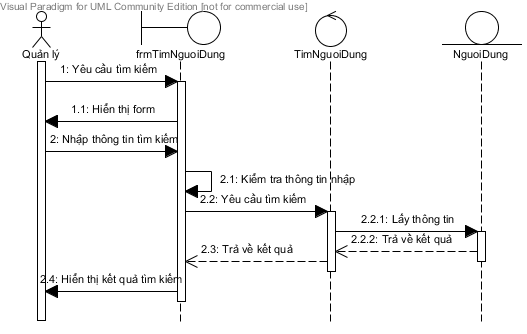 Visual Paradigm for UML Community Edition [not for commercial use]
Quản lý
frmTimNguoiDung
TimNguoiDung
NguoiDung
1: Yêu cầu tìm kiếm
1.1: Hiển thị form
2: Nhập thông tin tìm kiếm
2.1: Kiểm tra thông tin nhập
2.2: Yêu cầu tìm kiếm
2.2.1: Lấy thông tin
2.2.2: Trả về kết quả
2.3: Trả về kết quả
2.4: Hiển thị kết quả tìm kiếm